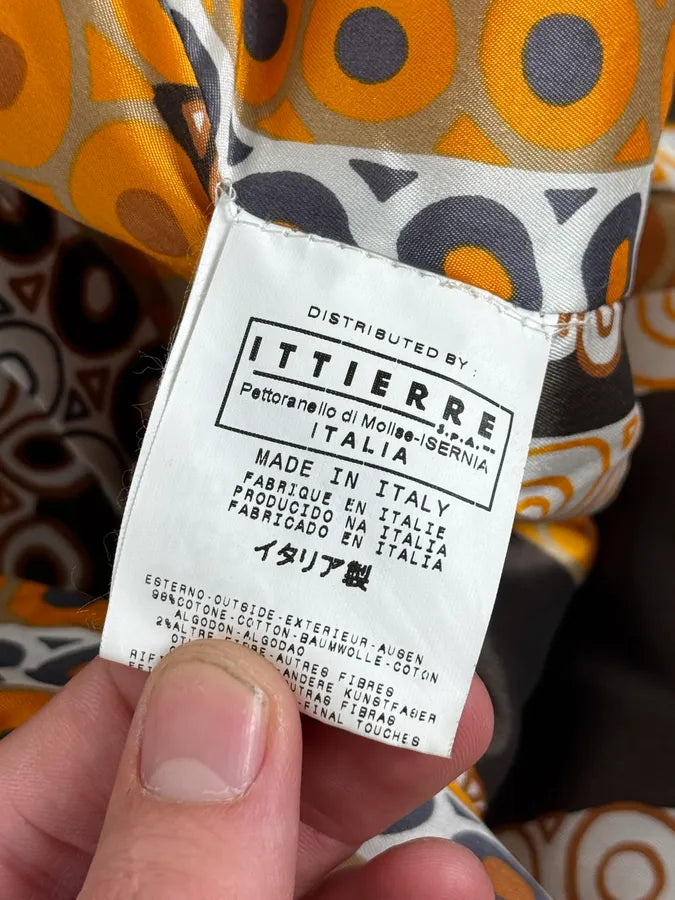 DISTRIBUTED BY :
ITTIERRE
S.P.A.
Pettoranello di Molise-ISERNIA
ITALIA
MADE IN ITALY
FABRIQUE EN ITALIE
PRODUCIDO NA ITALIA
FABRICADO EN ITALIA
イタリア製
ESTERNO-OUTSIDE-EXTERIEUR-AUSEN
98%COTONE-COTTON-BAUMWOLLE-COTON
ALGODON-ALGODAO
2%ALTRE
AUTRES FIBRES
ANDERE KUNSTFASER
FIBRAS
FINAL TOUCHES